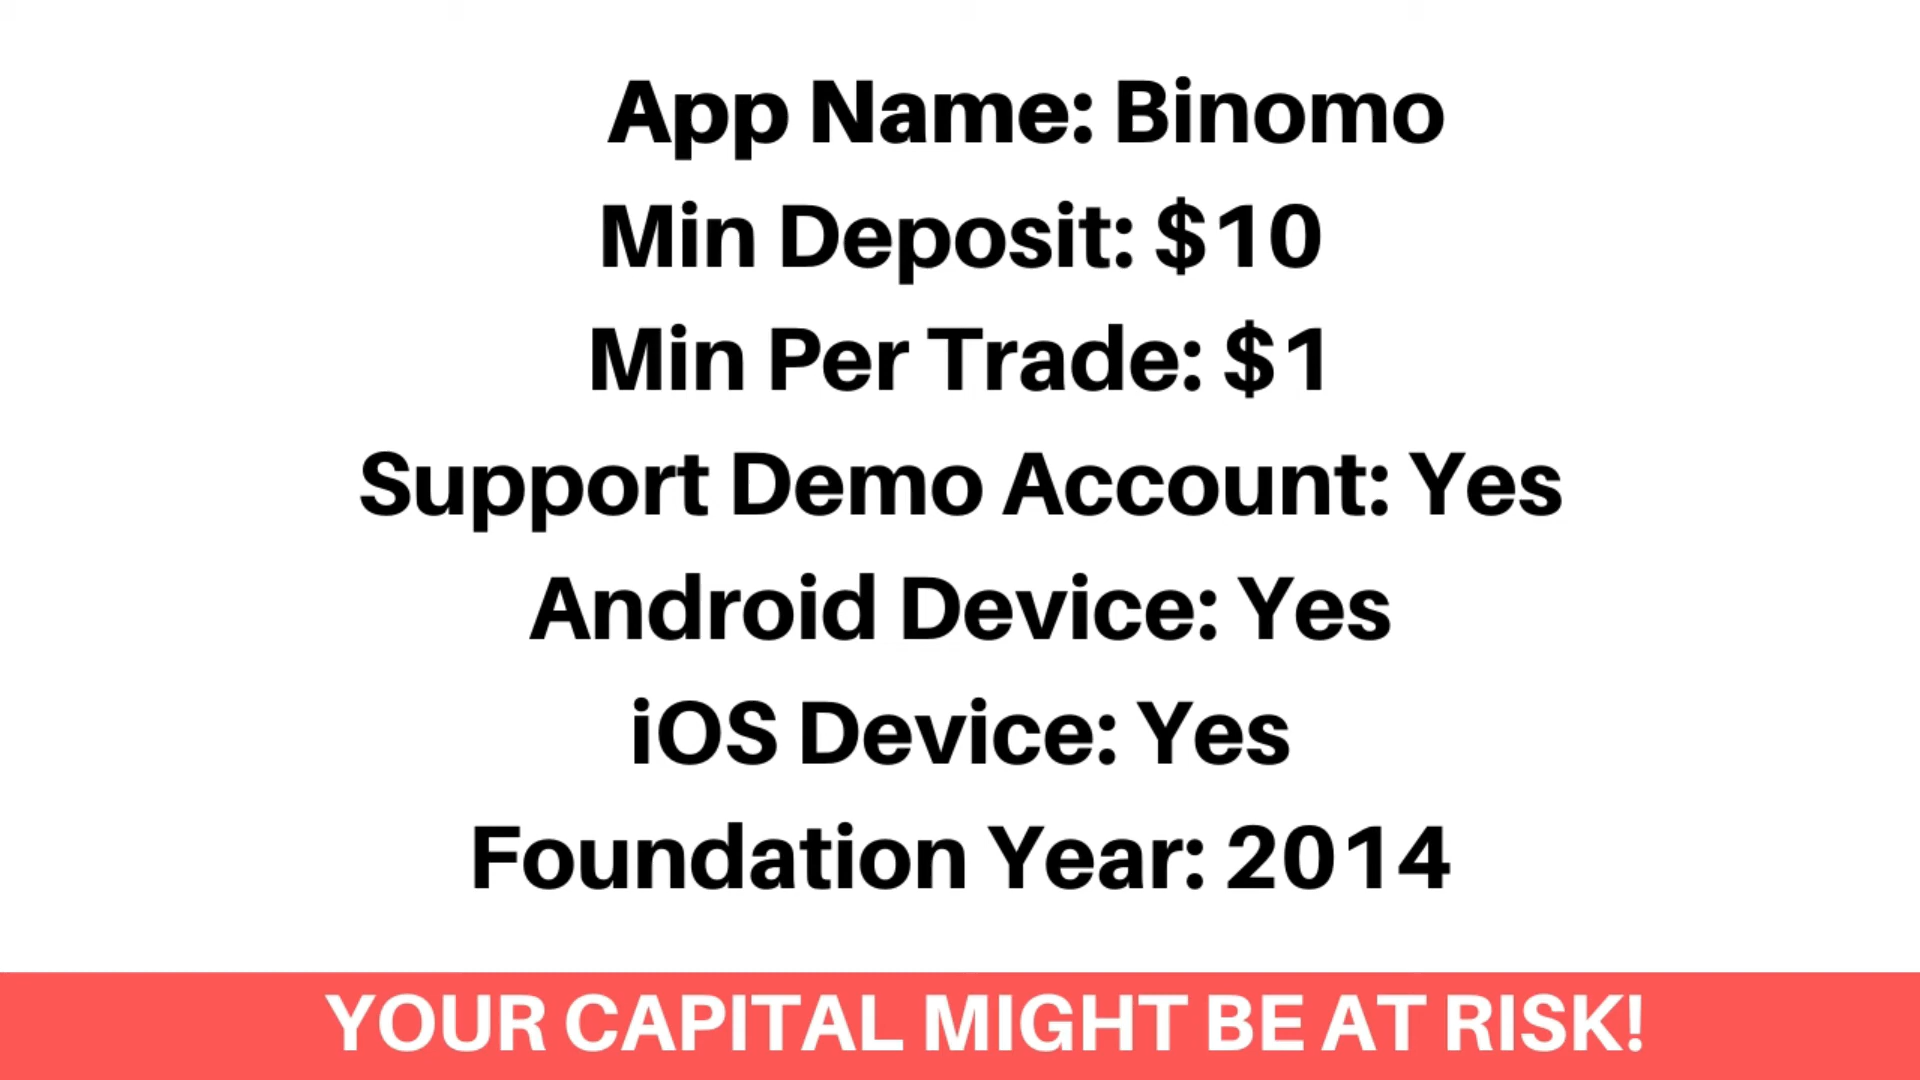 App Name: Binomo
Min Deposit: $10
Min Per Trade: $1
Support Demo Account: Yes
Android Device: Yes
iOS Device: Yes
Foundation Year: 2014
YOUR CAPITAL MIGHT BE AT RISK!